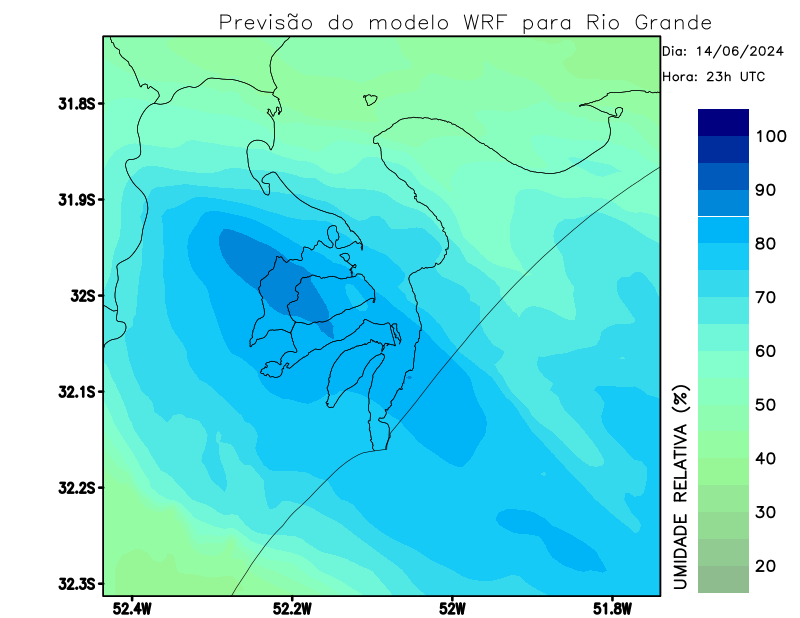 Previsão do modelo WRF para Rio Grande
Dia: 14/06/2024
Hora: 23h UTC
31.8S
31.9S
32S
32.1S
32.2S
32.3S
52.4W
52.2W
52W
51.8W
100
90
80
70
60
50
40
30
20
UMIDADE RELATIVA (%)